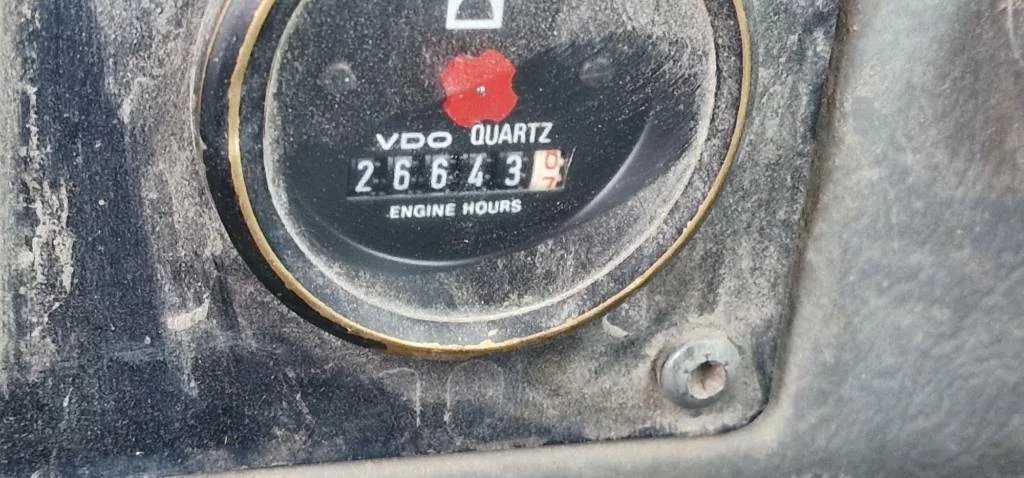 VDO QUARTZ
26643
ENGINE HOURS